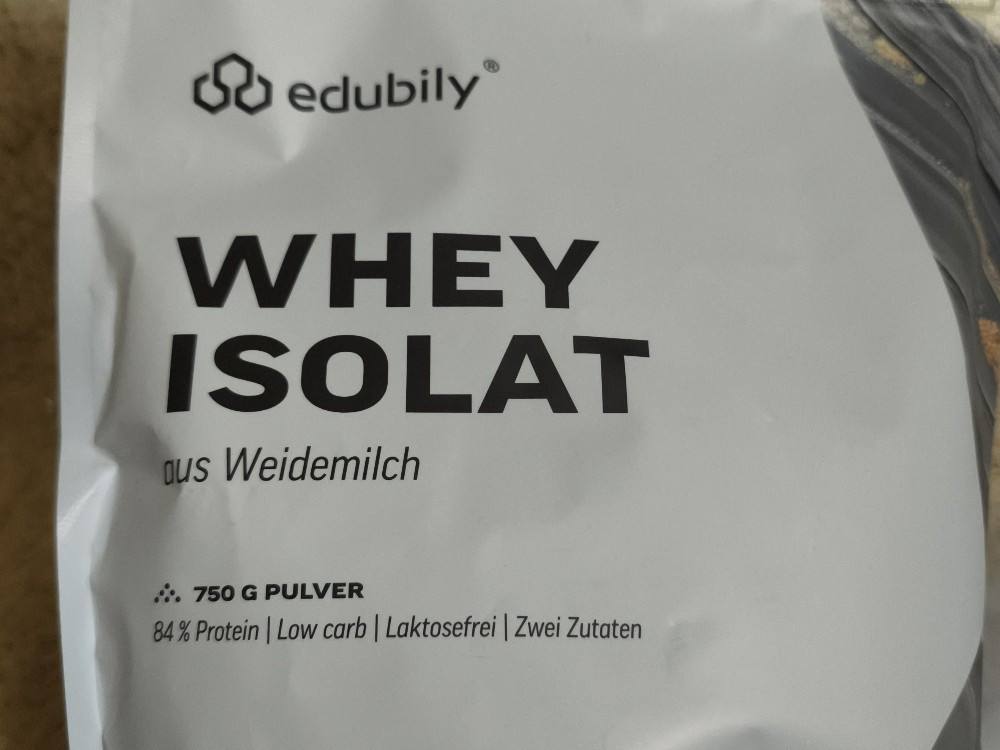 edubily®
WHEY
ISOLAT
aus Weidemilch
750 G PULVER
84 % Protein | Low carb | Laktosefrei | Zwei Zutaten